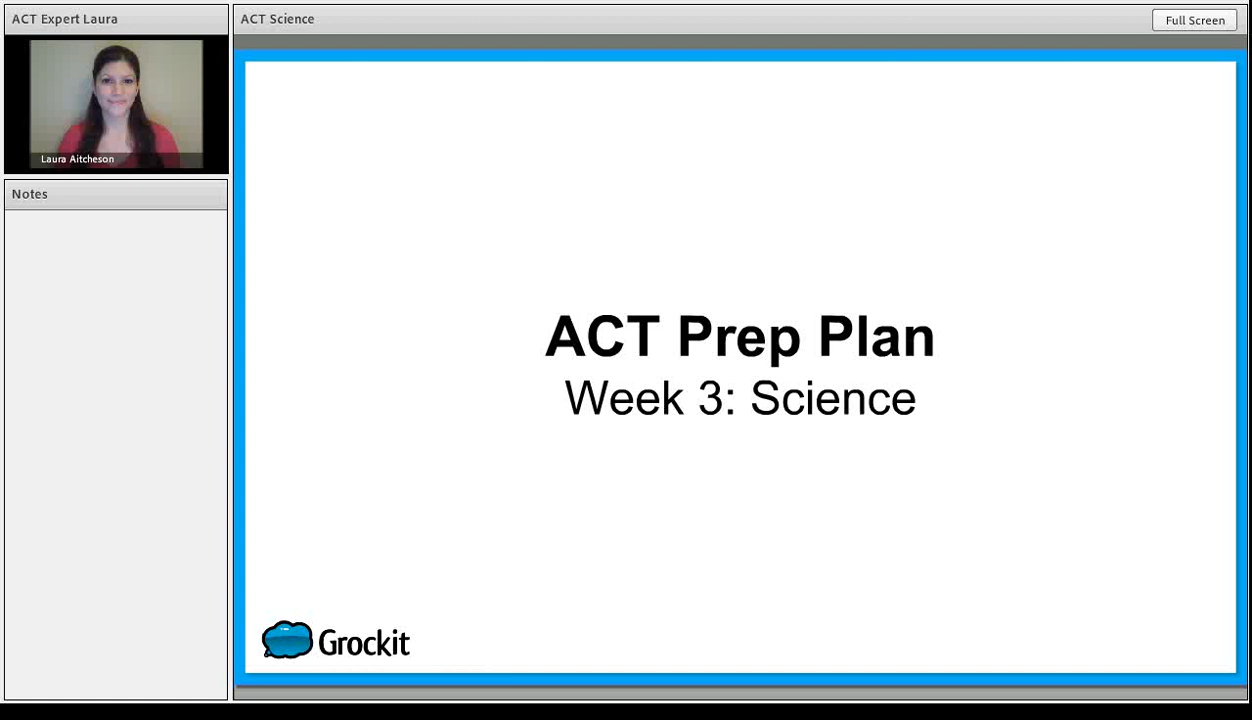 ACT Expert Laura
ACT Science
Full Screen
Laura Aitcheson
Notes
ACT Prep Plan
Week 3: Science
Grockit